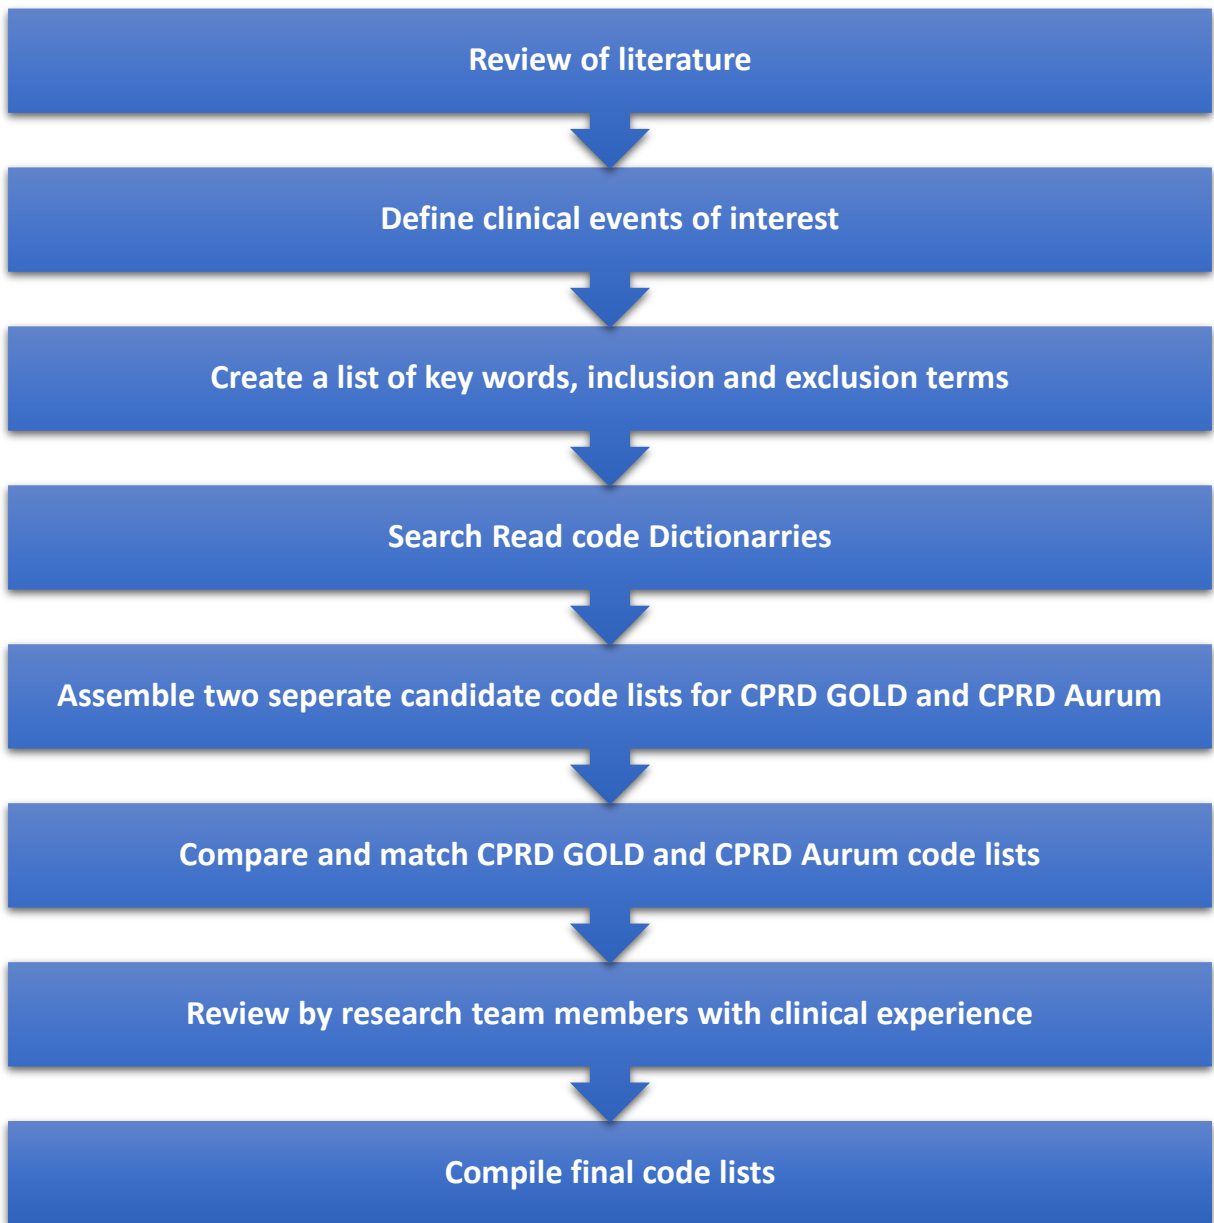 Review of literature
Define clinical events of interest
Create a list of key words, inclusion and exclusion terms
Search Read code Dictionarries
Assemble two seperate candidate code lists for CPRD GOLD and CPRD Aurum
Compare and match CPRD GOLD and CPRD Aurum code lists
Review by research team members with clinical experience
Compile final code lists